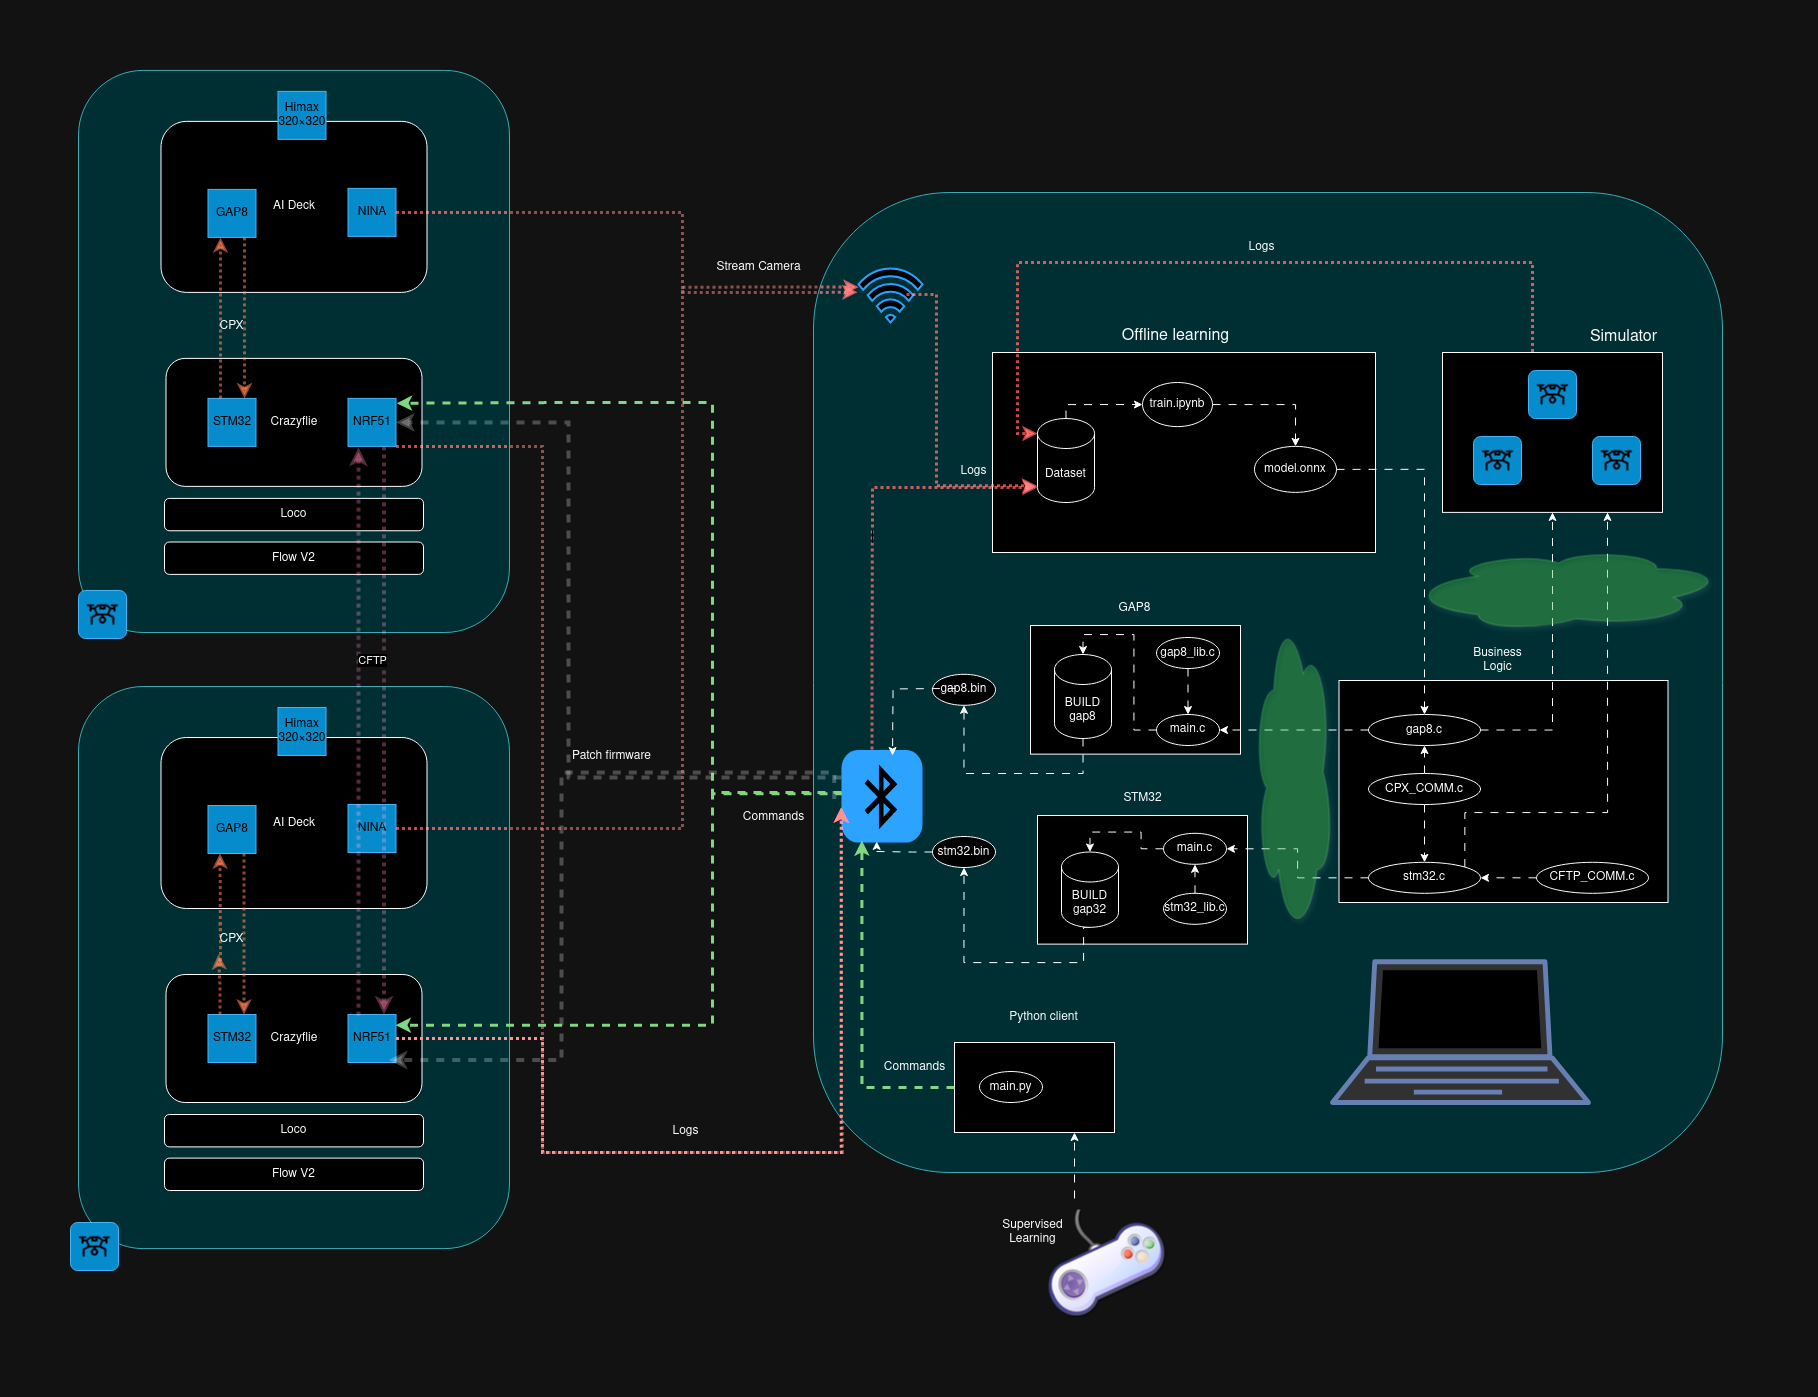 Himax
320×320
GAP8
AI Deck
NINA
CPX
STM32
Crazyflie
NRF51
Loco
Flow V2
CFTP
Himax
320×320
GAP8
AI Deck
NINA
CPX
STM32
Crazyflie
NRF51
Loco
Flow V2
Stream Camera
Patch firmware
Commands
Logs
Logs
Offline learning
Simulator
train.ipynb
Logs
Dataset
model.onnx
GAP8
gap8_lib.c
gap8.bin
BUILD
gap8
main.c
Business
Logic
gap8.c
CPX_COMM.c
stm32.c
CFTP_COMM.c
STM32
main.c
stm32.bin
BUILD
gap32
stm32_lib.c
Python client
Commands
main.py
Supervised
Learning